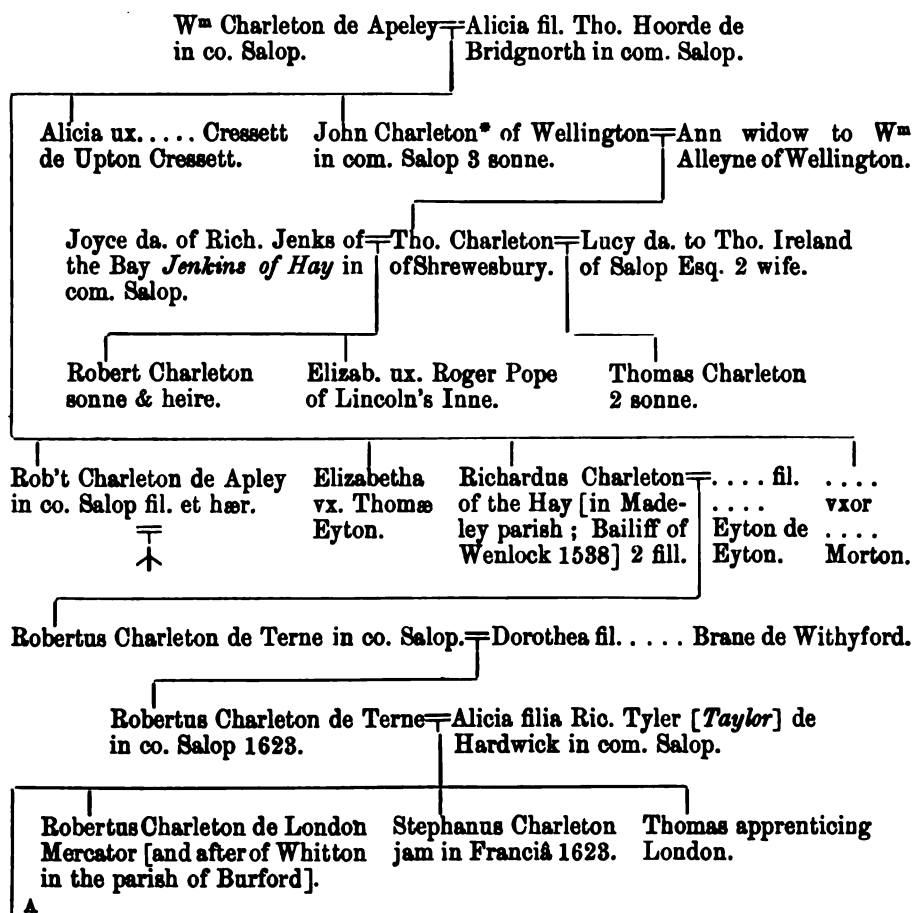 Wᵐ Charleton de Apeley
in co. Salop.
Alicia fil. Tho. Hoorde de
Bridgnorth in com. Salop.
Alicia ux..... Cressett
de Upton Cressett.
John Charleton* of Wellington
in com. Salop 3 sonne.
Ann widow to Wᵐ
Alleyne of Wellington.
Joyce da. of Rich. Jenks of
the Bay Jenkins of Hay in
com. Salop.
Tho. Charleton
of Shrewesbury.
Lucy da. to Tho. Ireland
of Salop Esq. 2 wife.
Robert Charleton
sonne & heire.
Elizab. ux. Roger Pope
of Lincoln's Inne.
Thomas Charleton
2 sonne.
Rob't Charleton de Apley
in co. Salop fil. et hær.
Elizabetha
vx. Thomæ
Eyton.
Richardus Charleton
of the Hay [in Made-
ley parish ; Bailiff of
Wenlock 1538] 2 fill.
.... fil.
....
Eyton de
Eyton.
....
vxor
....
Morton.
Robertus Charleton de Terne in co. Salop.
Dorothea fil..... Brane de Withyford.
Robertus Charleton de Terne
in co. Salop 1623.
Alicia filia Ric. Tyler [Taylor] de
Hardwick in com. Salop.
Robertus Charleton de London
Mercator [and after of Whitton
in the parish of Burford].
Stephanus Charleton
jam in Franciâ 1623.
Thomas apprenticing
London.
A